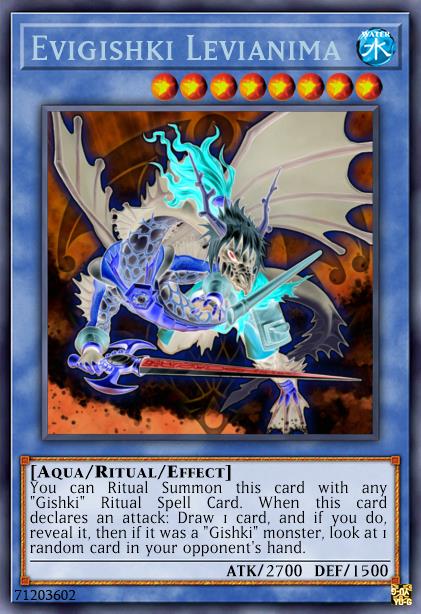 Evigishki Levianima
WATER
水
[Aqua/Ritual/Effect]
You can Ritual Summon this card with any
"Gishki" Ritual Spell Card. When this card
declares an attack: Draw 1 card, and if you do,
reveal it, then if it was a "Gishki" monster, look at 1
random card in your opponent's hand.
ATK/2700 DEF/1500
71203602